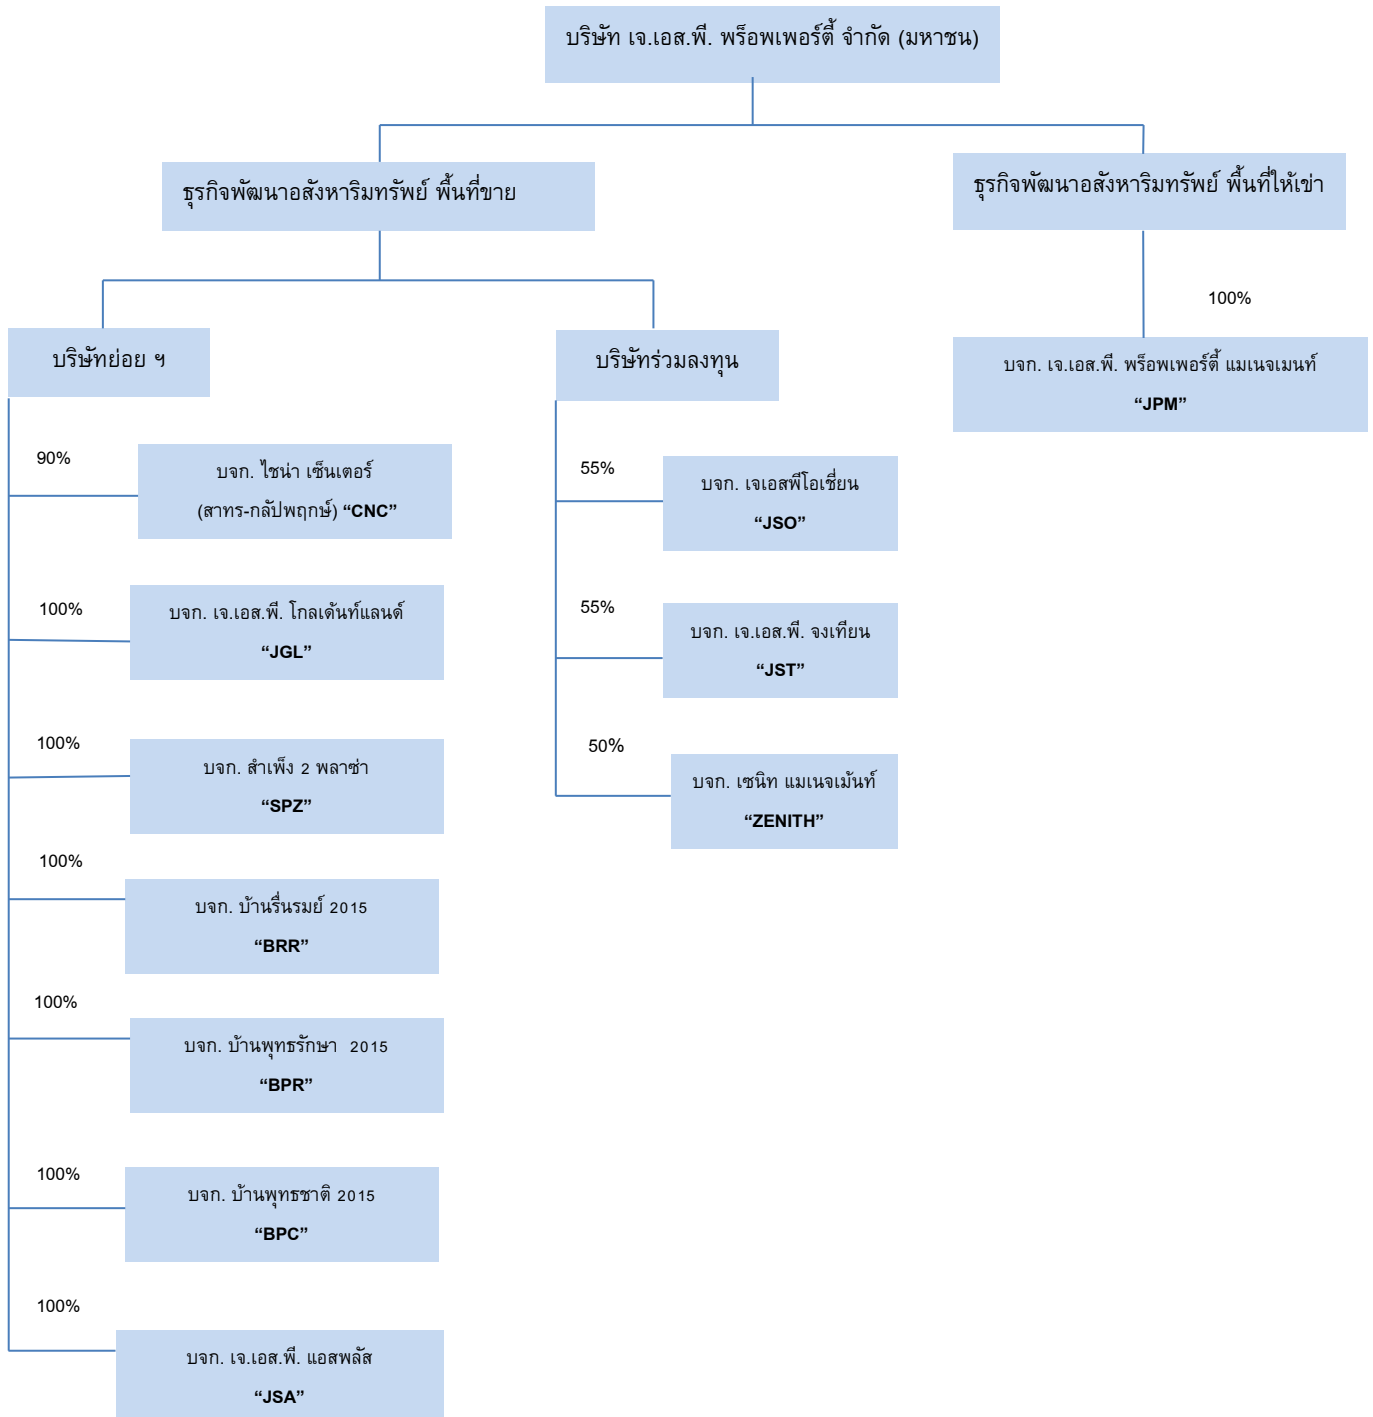 บริษัท เจ.เอส.พี. พร็อพเพอร์ตี้ จำกัด (มหาชน)
ธุรกิจพัฒนาอสังหาริมทรัพย์ พื้นที่ขาย
ธุรกิจพัฒนาอสังหาริมทรัพย์ พื้นที่ให้เช่า
100%
บจก. เจ.เอส.พี. พร็อพเพอร์ตี้ แมเนจเมนท์
“JPM”
บริษัทย่อย ฯ
90%
บจก. ไชน่า เซ็นเตอร์
(สาทร-กลัปพฤกษ์) “CNC”
100%
บจก. เจ.เอส.พี. โกลเด้นท์แลนด์
“JGL”
100%
บจก. สำเพ็ง 2 พลาซ่า
“SPZ”
100%
บจก. บ้านรื่นรมย์ 2015
“BRR”
100%
บจก. บ้านพุทธรักษา 2015
“BPR”
100%
บจก. บ้านพุทธชาติ 2015
“BPC”
100%
บจก. เจ.เอส.พี. แอสพลัส
“JSA”
บริษัทร่วมลงทุน
55%
บจก. เจเอสพีโอเชี่ยน
“JSO”
55%
บจก. เจ.เอส.พี. จงเทียน
“JST”
50%
บจก. เซนิท แมเนจเม้นท์
“ZENITH”